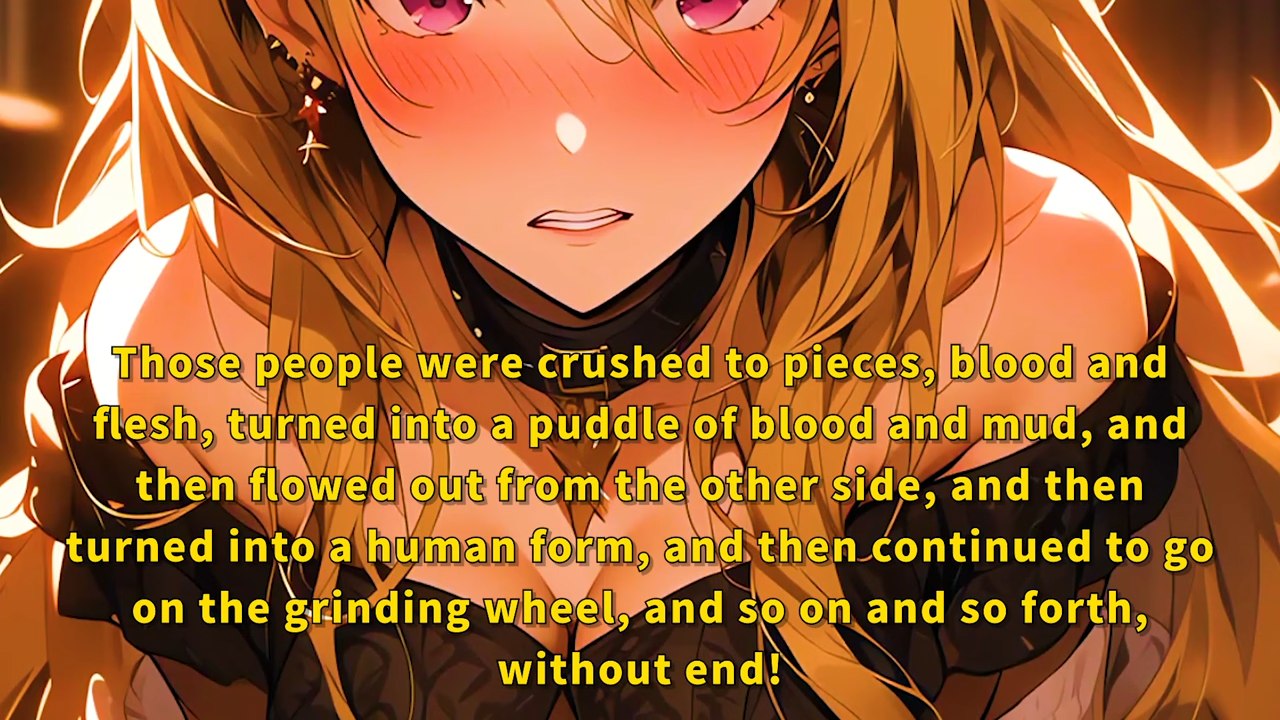 Those people were crushed to pieces, blood and
flesh, turned into a puddle of blood and mud, and
then flowed out from the other side, and then
turned into a human form, and then continued to go
on the grinding wheel, and so on and so forth,
without end!